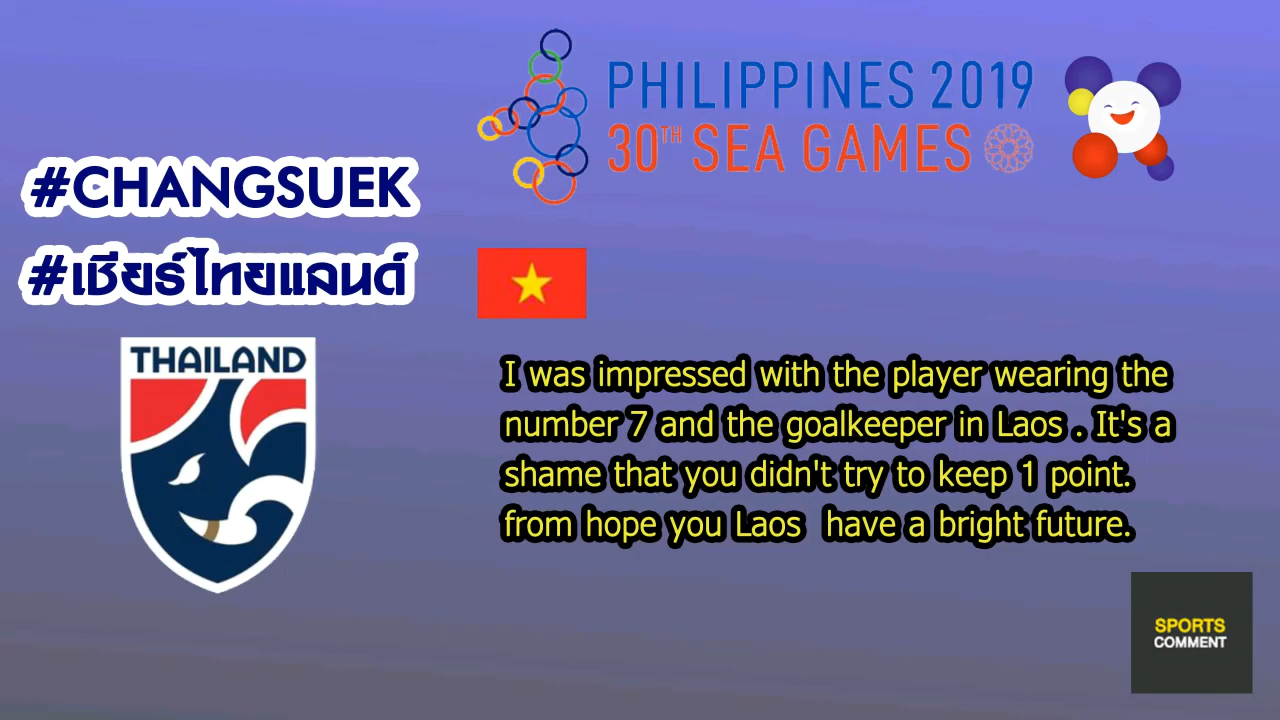 PHILIPPINES 2019
30TH SEA GAMES
#CHANGSUEK
#เชียร์ไทยแลนด์
THAILAND
I was impressed with the player wearing the
number 7 and the goalkeeper in Laos . It's a
shame that you didn't try to keep 1 point.
from hope you Laos  have a bright future.
SPORTS
COMMENT